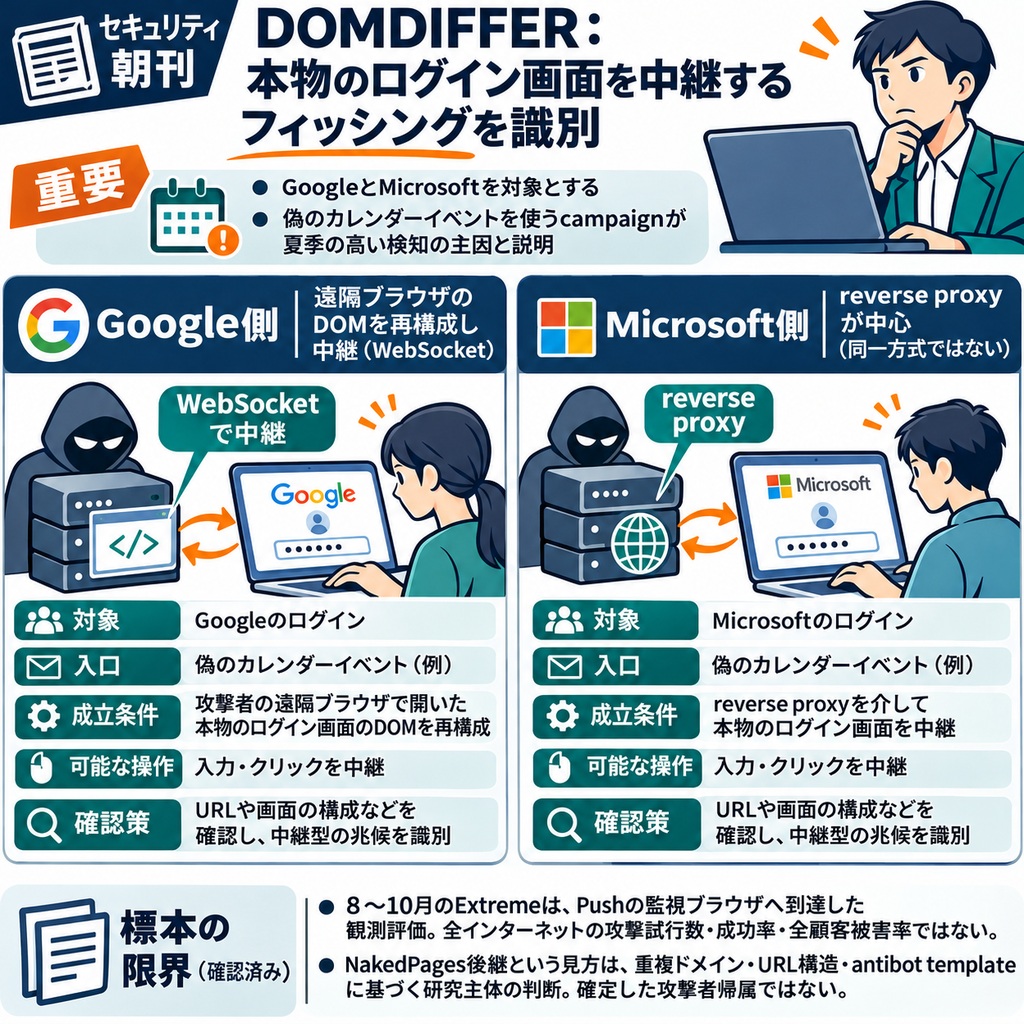 セキュリティ
朝刊
DOMDIFFER：
本物のログイン画面を中継する
フィッシングを識別
重要
● GoogleとMicrosoftを対象とする
● 偽のカレンダーイベントを使うcampaignが
夏季の高い検知の主因と説明
Google側
遠隔ブラウザの
DOMを再構成し
中継（WebSocket）
WebSocket
で中継
</>
Google
対象
Googleのログイン
入口
偽のカレンダーイベント（例）
成立条件
攻撃者の遠隔ブラウザで開いた
本物のログイン画面のDOMを再構成
可能な操作
入力・クリックを中継
確認策
URLや画面の構成などを
確認し、中継型の兆候を識別
Microsoft側
reverse proxy
が中心
（同一方式ではない）
reverse
proxy
Microsoft
対象
Microsoftのログイン
入口
偽のカレンダーイベント（例）
成立条件
reverse proxyを介して
本物のログイン画面を中継
可能な操作
入力・クリックを中継
確認策
URLや画面の構成などを
確認し、中継型の兆候を識別
標本の
限界（確認済み）
● 8～10月のExtremeは、Pushの監視ブラウザへ到達した
観測評価。全インターネットの攻撃試行数・成功率・全顧客被害率ではない。
● NakedPages後継という見方は、重複ドメイン・URL構造・antibot template
に基づく研究主体の判断。確定した攻撃者帰属ではない。